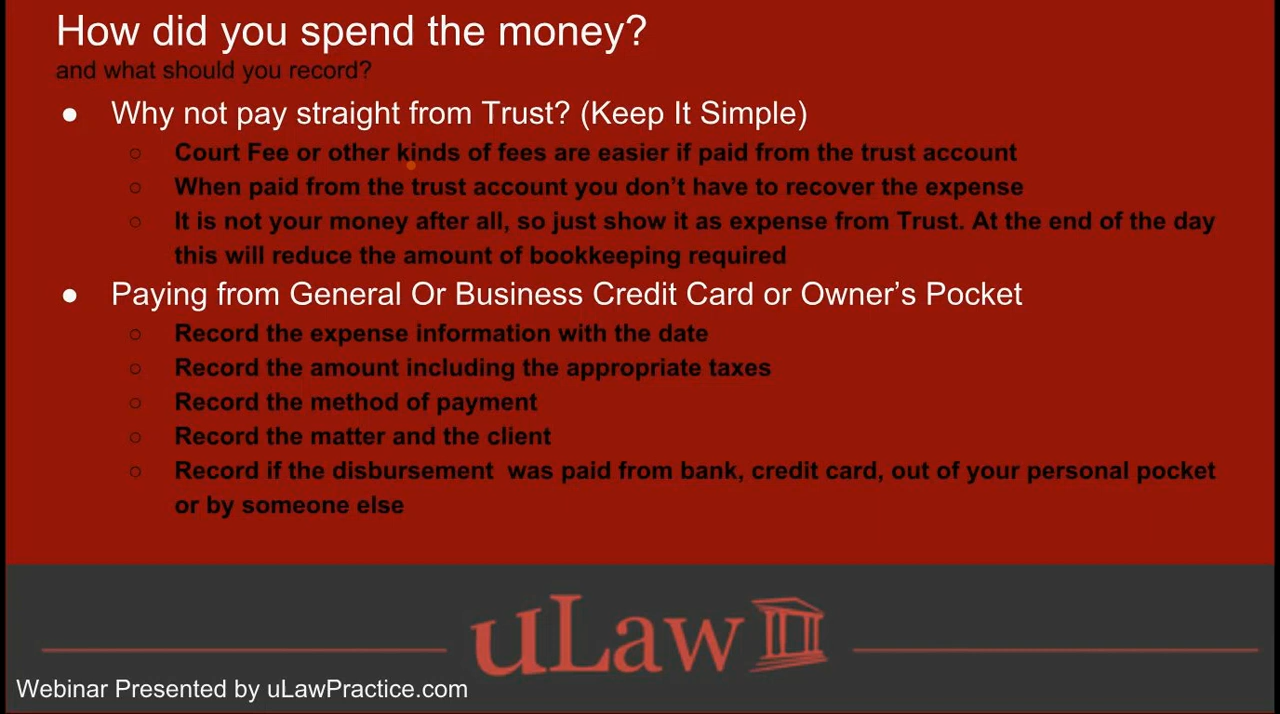 How did you spend the money?
and what should you record?
● Why not pay straight from Trust? (Keep It Simple)
○ Court Fee or other kinds of fees are easier if paid from the trust account
○ When paid from the trust account you don’t have to recover the expense
○ It is not your money after all, so just show it as expense from Trust. At the end of the day
this will reduce the amount of bookkeeping required
● Paying from General Or Business Credit Card or Owner’s Pocket
○ Record the expense information with the date
○ Record the amount including the appropriate taxes
○ Record the method of payment
○ Record the matter and the client
○ Record if the disbursement  was paid from bank, credit card, out of your personal pocket
or by someone else
uLaw
Webinar Presented by uLawPractice.com